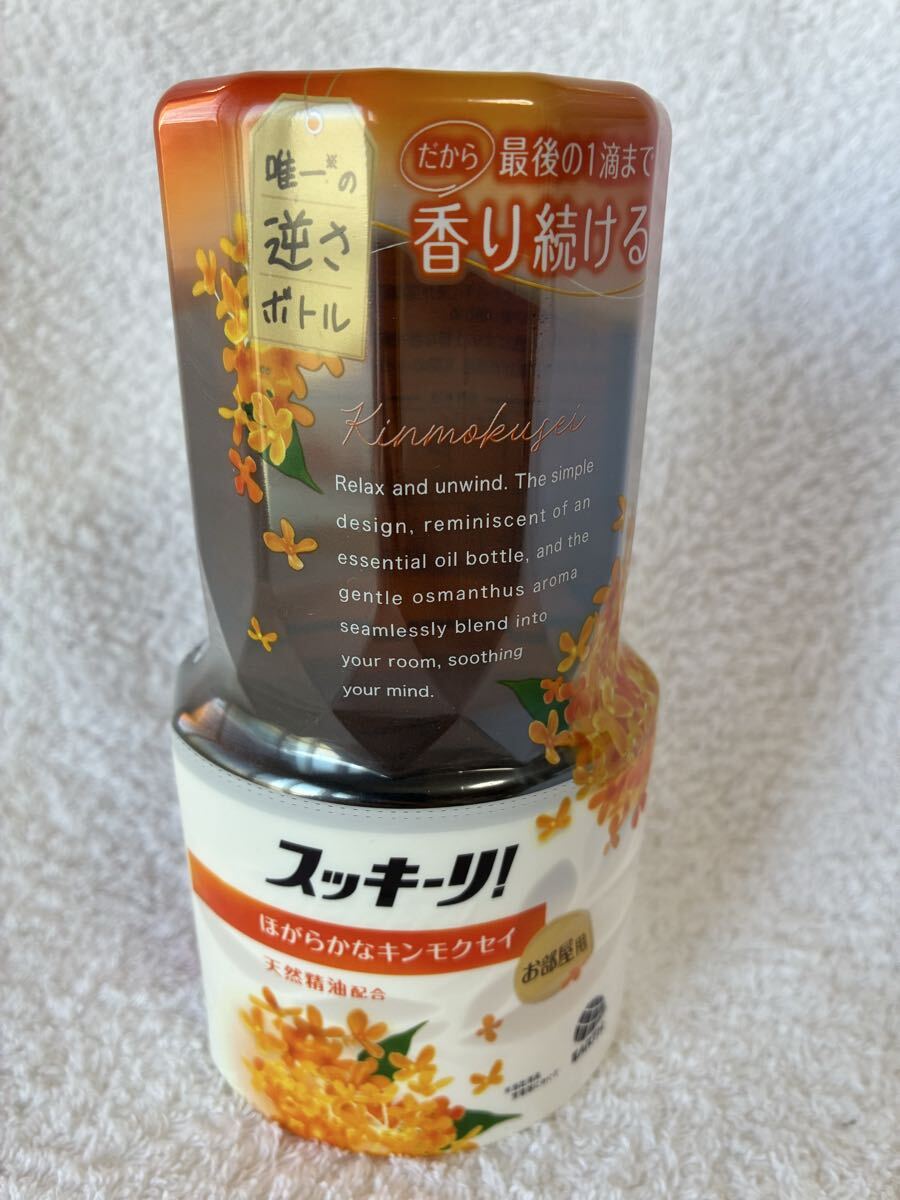 唯一※の
逆さ
ボトル
だから 最後の1滴まで
香り続ける
Kinmokusei
Relax and unwind. The simple
design, reminiscent of an
essential oil bottle, and the
gentle osmanthus aroma
seamlessly blend into
your room, soothing
your mind.
スッキーリ!
ほがらかなキンモクセイ
天然精油配合
お部屋用